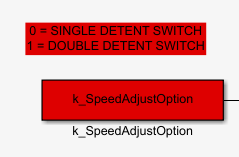 0 = SINGLE DETENT SWITCH
1 = DOUBLE DETENT SWITCH
k_SpeedAdjustOption
k_SpeedAdjustOption